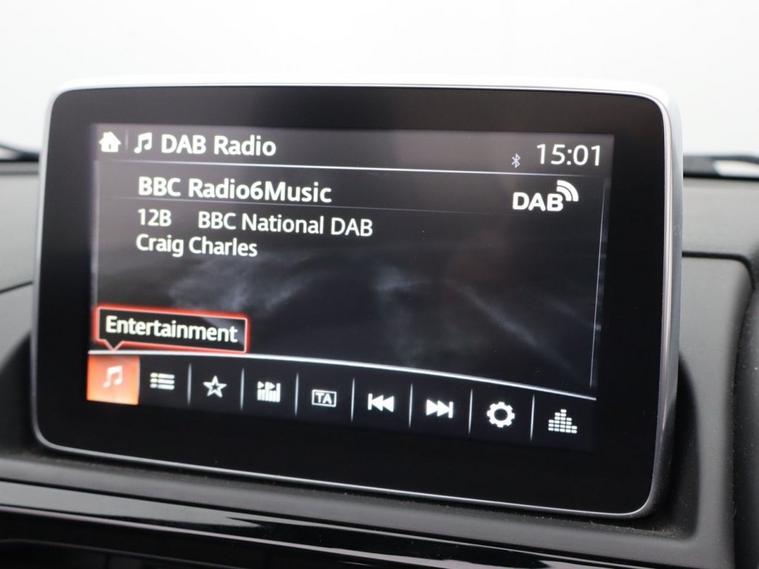 DAB Radio
15:01
BBC Radio6Music
DAB
12B BBC National DAB
Craig Charles
Entertainment
TA